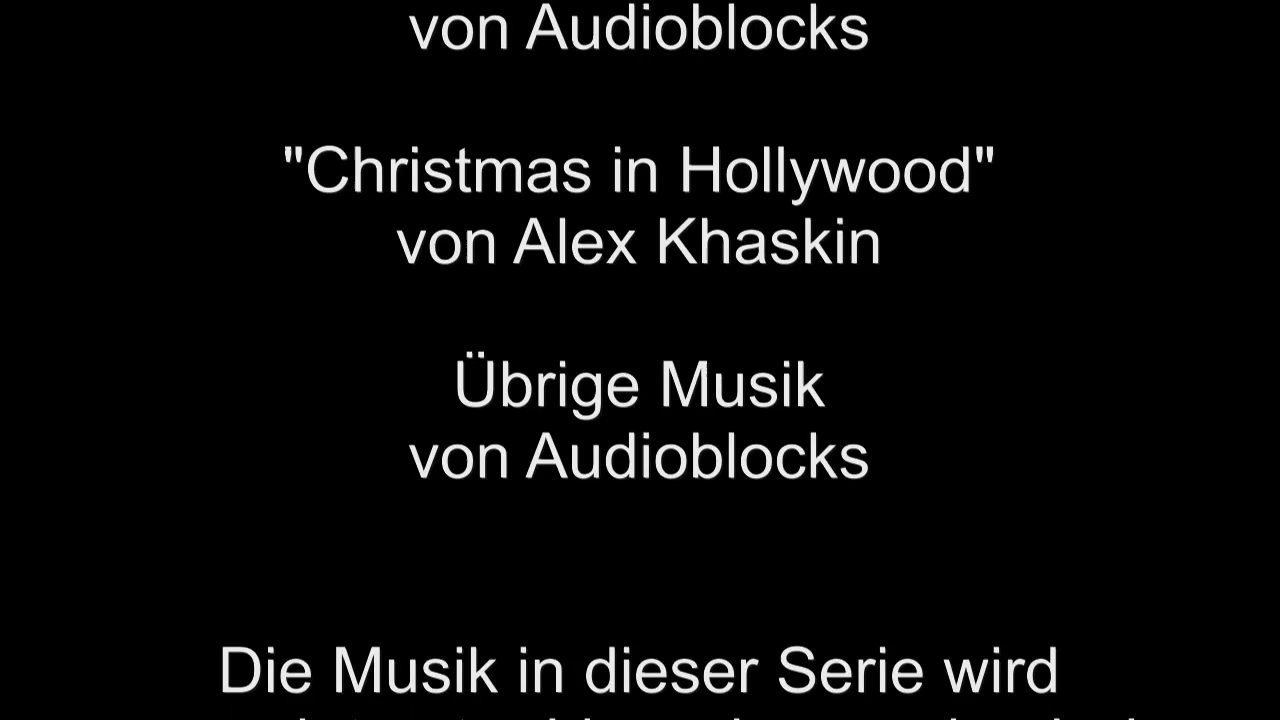 von Audioblocks
"Christmas in Hollywood"
von Alex Khaskin
Übrige Musik
von Audioblocks
Die Musik in dieser Serie wird